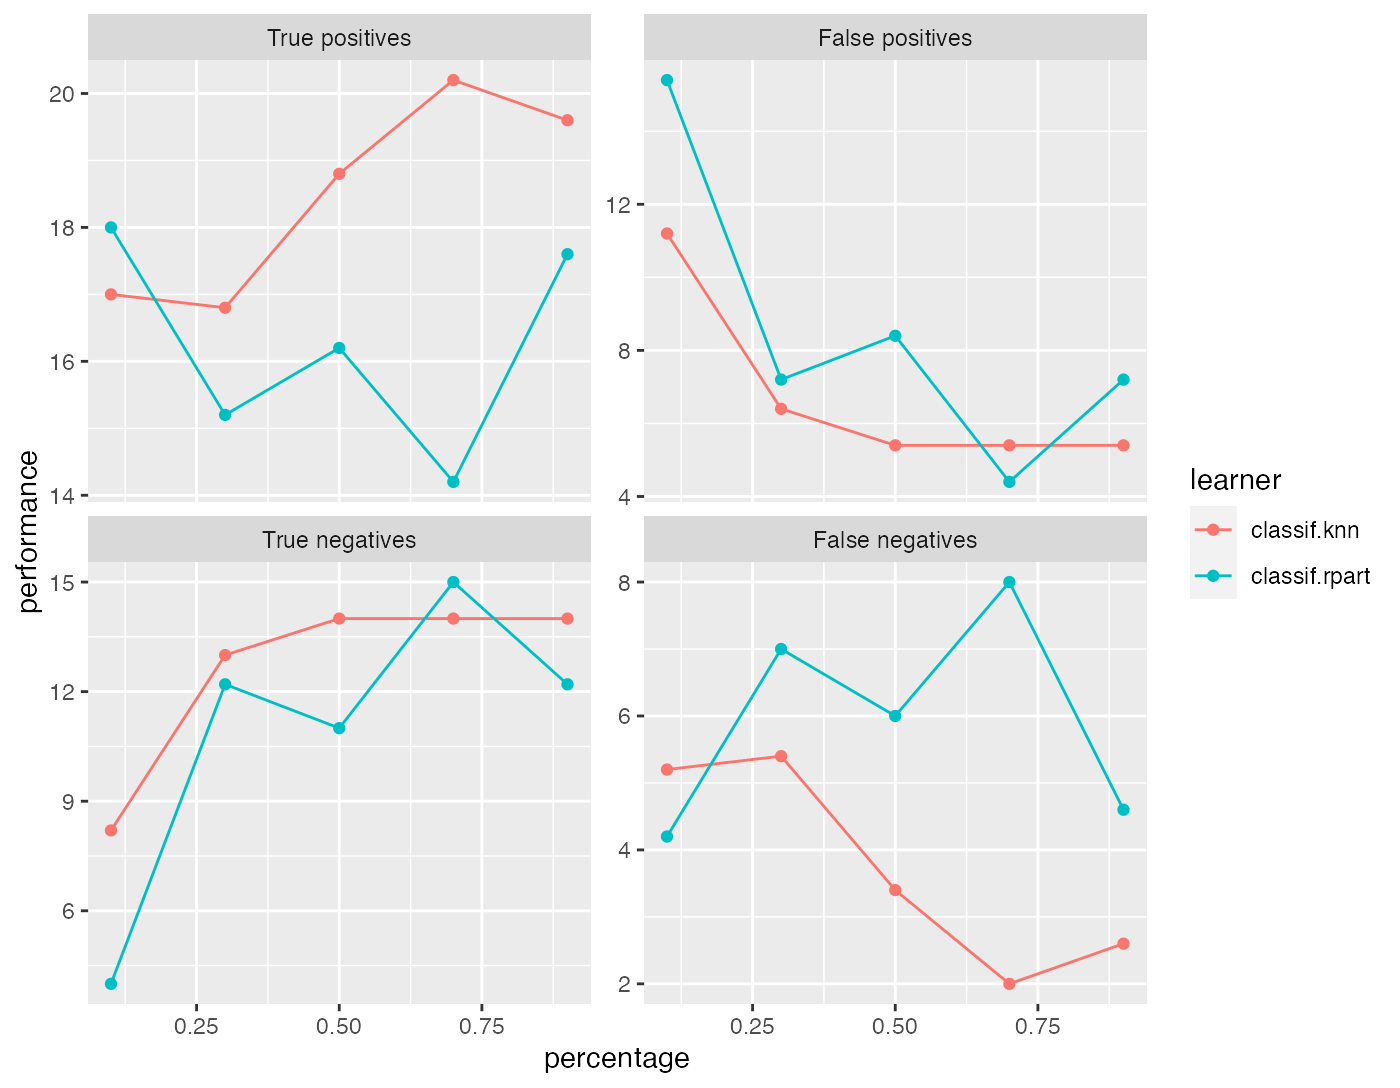 True positives
False positives
20
18
16
14
12
8
4
performance
True negatives
False negatives
15
12
9
6
8
6
4
2
0.25 0.50 0.75
0.25 0.50 0.75
percentage
learner
classif.knn
classif.rpart